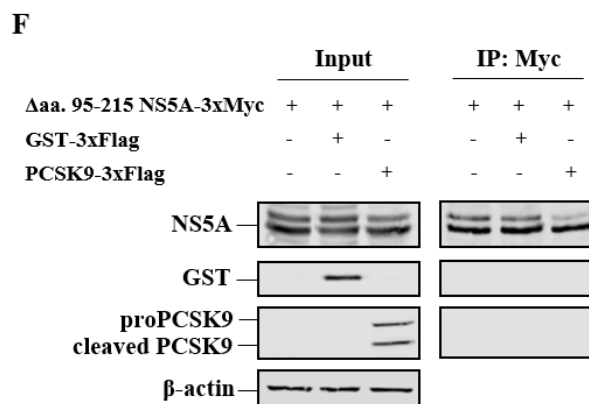 F
Input IP: Myc
Δaa. 95-215 NS5A-3xMyc + + + + + +
GST-3xFlag - + - - + -
PCSK9-3xFlag - - + - - +
NS5A
GST
proPCSK9
cleaved PCSK9
β-actin